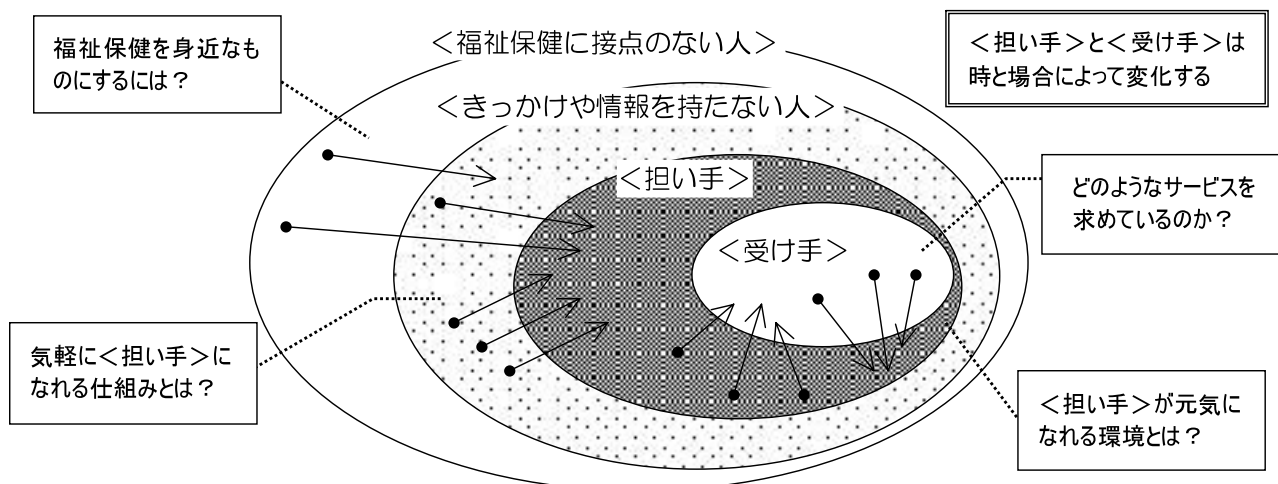 福祉保健を身近なも
のにするには？
＜福祉保健に接点のない人＞
＜担い手＞と＜受け手＞は
時と場合によって変化する
＜きっかけや情報を持たない人＞
＜担い手＞
どのようなサービスを
求めているのか？
＜受け手＞
気軽に＜担い手＞に
なれる仕組みとは？
＜担い手＞が元気に
なれる環境とは？